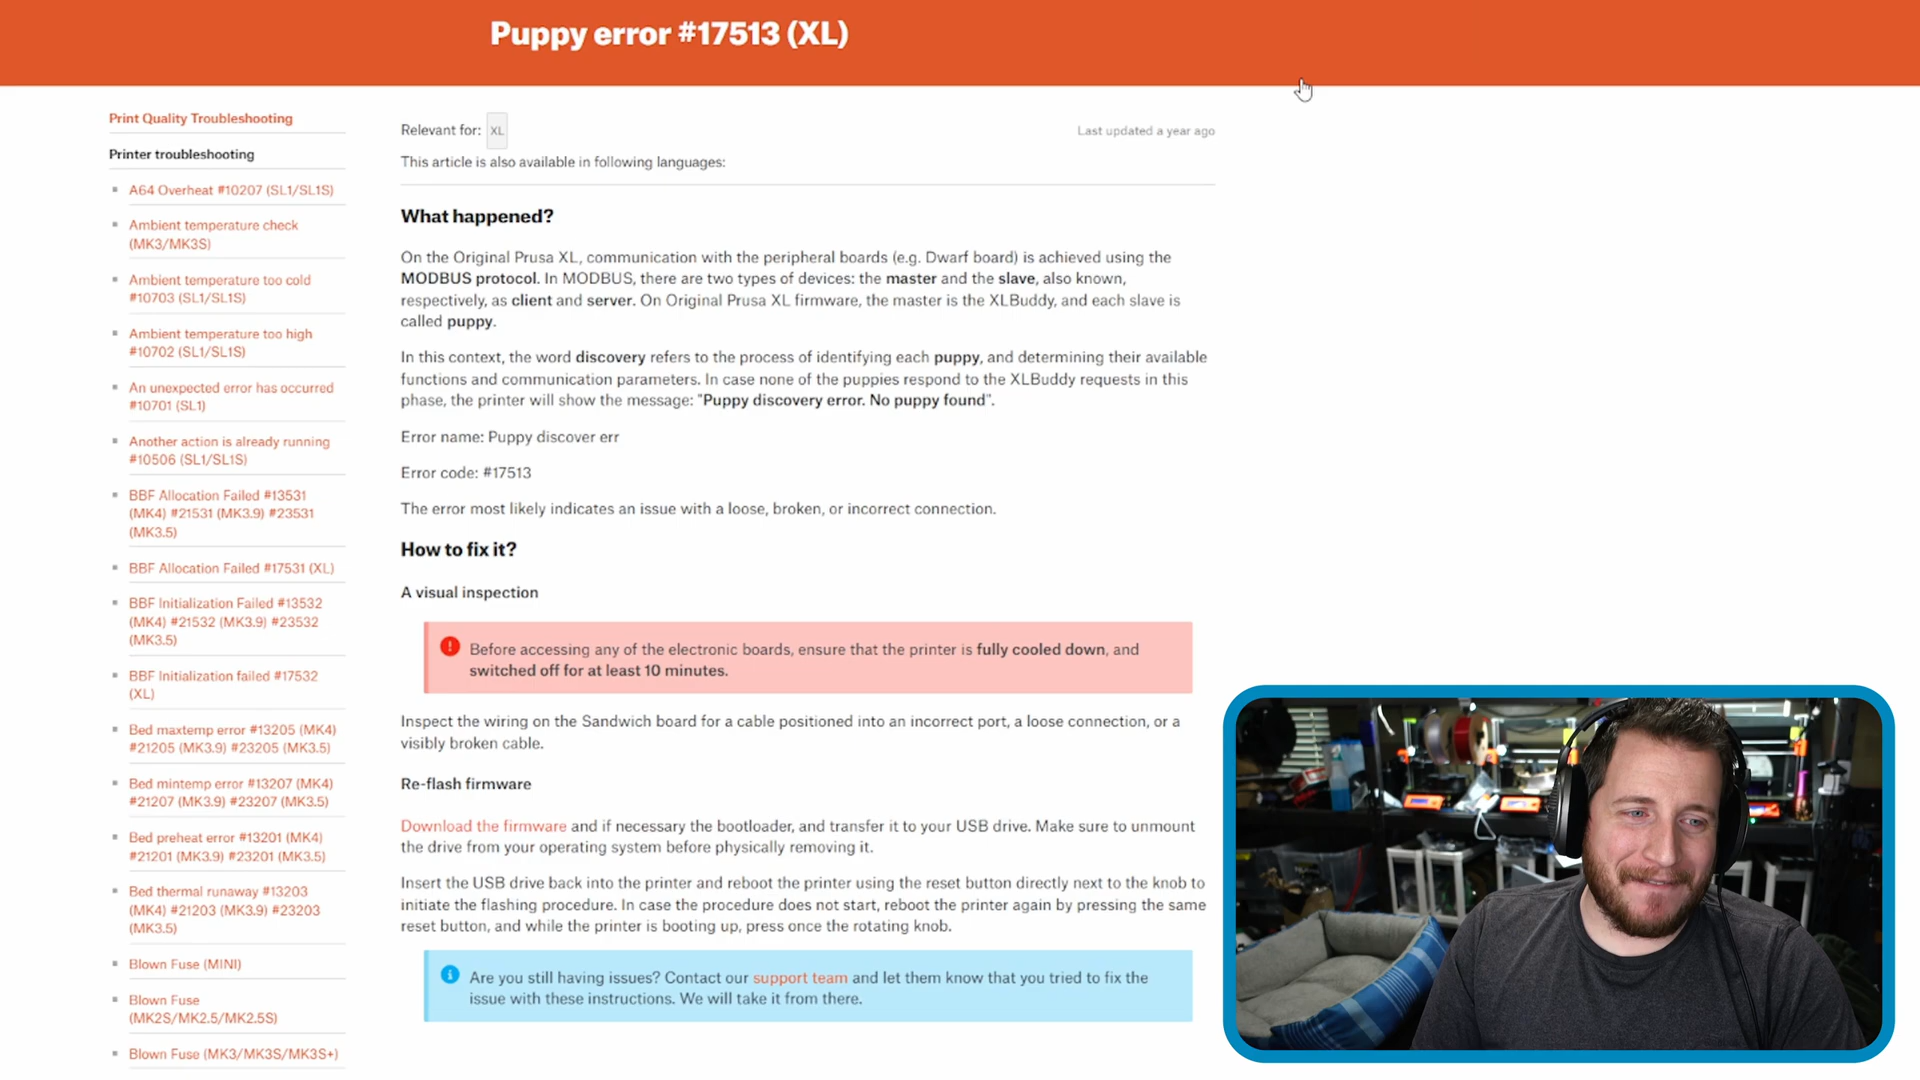 Puppy error #17513 (XL)
Print Quality Troubleshooting
Printer troubleshooting
A64 Overheat #10207 (SL1/SL1S)
Ambient temperature check
(MK3/MK3S)
Ambient temperature too cold
#10703 (SL1/SL1S)
Ambient temperature too high
#10702 (SL1/SL1S)
An unexpected error has occurred
#10701 (SL1)
Another action is already running
#10506 (SL1/SL1S)
BBF Allocation Failed #13531
(MK4) #21531 (MK3.9) #23531
(MK3.5)
BBF Allocation Failed #17531 (XL)
BBF Initialization Failed #13532
(MK4) #21532 (MK3.9) #23532
(MK3.5)
BBF Initialization failed #17532
(XL)
Bed maxtemp error #13205 (MK4)
#21205 (MK3.9) #23205 (MK3.5)
Bed mintemp error #13207 (MK4)
#21207 (MK3.9) #23207 (MK3.5)
Bed preheat error #13201 (MK4)
#21201 (MK3.9) #23201 (MK3.5)
Bed thermal runaway #13203
(MK4) #21203 (MK3.9) #23203
(MK3.5)
Blown Fuse (MINI)
Blown Fuse
(MK2S/MK2.5/MK2.5S)
Blown Fuse (MK3/MK3S/MK3S+)
Relevant for: XL
Last updated a year ago
This article is also available in following languages:
What happened?
On the Original Prusa XL, communication with the peripheral boards (e.g. Dwarf board) is achieved using the
MODBUS protocol. In MODBUS, there are two types of devices: the master and the slave, also known,
respectively, as client and server. On Original Prusa XL firmware, the master is the XLBuddy, and each slave is
called puppy.
In this context, the word discovery refers to the process of identifying each puppy, and determining their available
functions and communication parameters. In case none of the puppies respond to the XLBuddy requests in this
phase, the printer will show the message: "Puppy discovery error. No puppy found".
Error name: Puppy discover err
Error code: #17513
The error most likely indicates an issue with a loose, broken, or incorrect connection.
How to fix it?
A visual inspection
Before accessing any of the electronic boards, ensure that the printer is fully cooled down, and
switched off for at least 10 minutes.
Inspect the wiring on the Sandwich board for a cable positioned into an incorrect port, a loose connection, or a
visibly broken cable.
Re-flash firmware
Download the firmware and if necessary the bootloader, and transfer it to your USB drive. Make sure to unmount
the drive from your operating system before physically removing it.
Insert the USB drive back into the printer and reboot the printer using the reset button directly next to the knob to
initiate the flashing procedure. In case the procedure does not start, reboot the printer again by pressing the same
reset button, and while the printer is booting up, press once the rotating knob.
Are you still having issues? Contact our support team and let them know that you tried to fix the
issue with these instructions. We will take it from there.